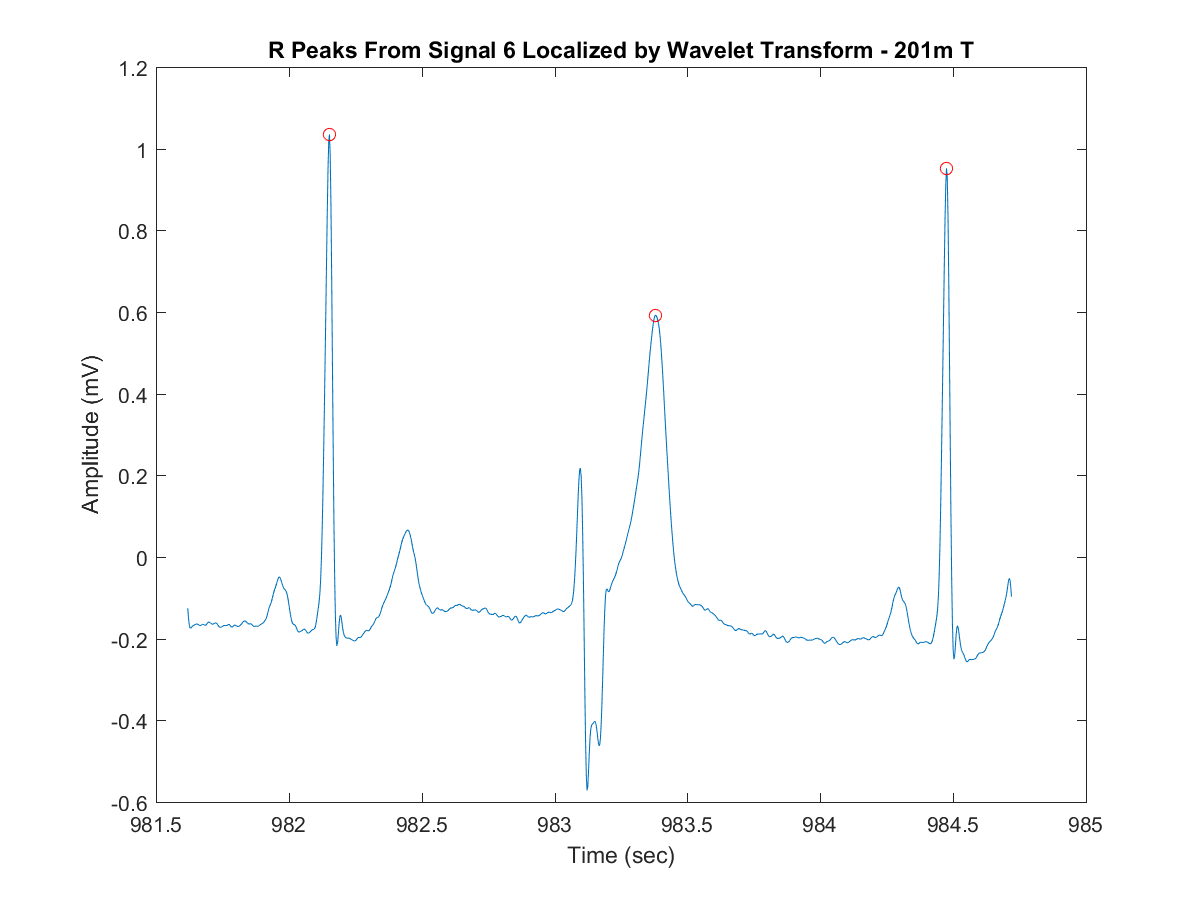 R Peaks From Signal 6 Localized by Wavelet Transform - 201m T
1.2
1
0.8
0.6
0.4
0.2
0
-0.2
-0.4
-0.6
Amplitude (mV)
981.5 982 982.5 983 983.5 984 984.5 985
Time (sec)